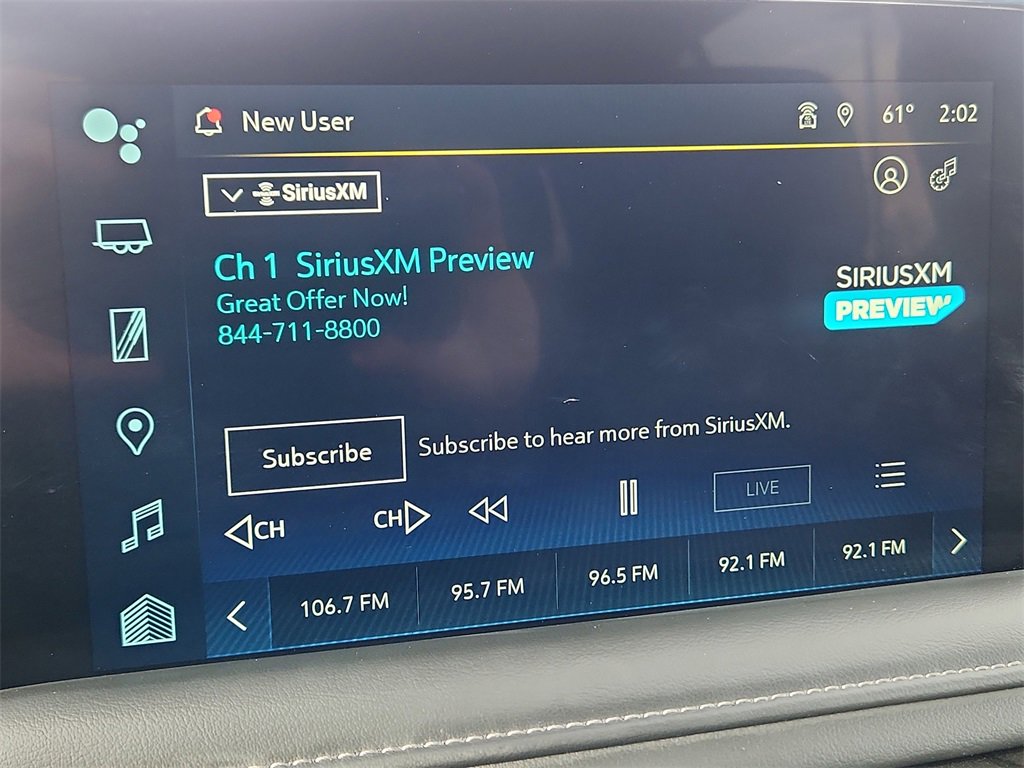 New User
61° 2:02
SiriusXM
Ch 1 SiriusXM Preview
Great Offer Now!
844-711-8800
SIRIUSXM
PREVIEW
Subscribe
Subscribe to hear more from SiriusXM.
CH
CH
LIVE
106.7 FM
95.7 FM
96.5 FM
92.1 FM
92.1 FM